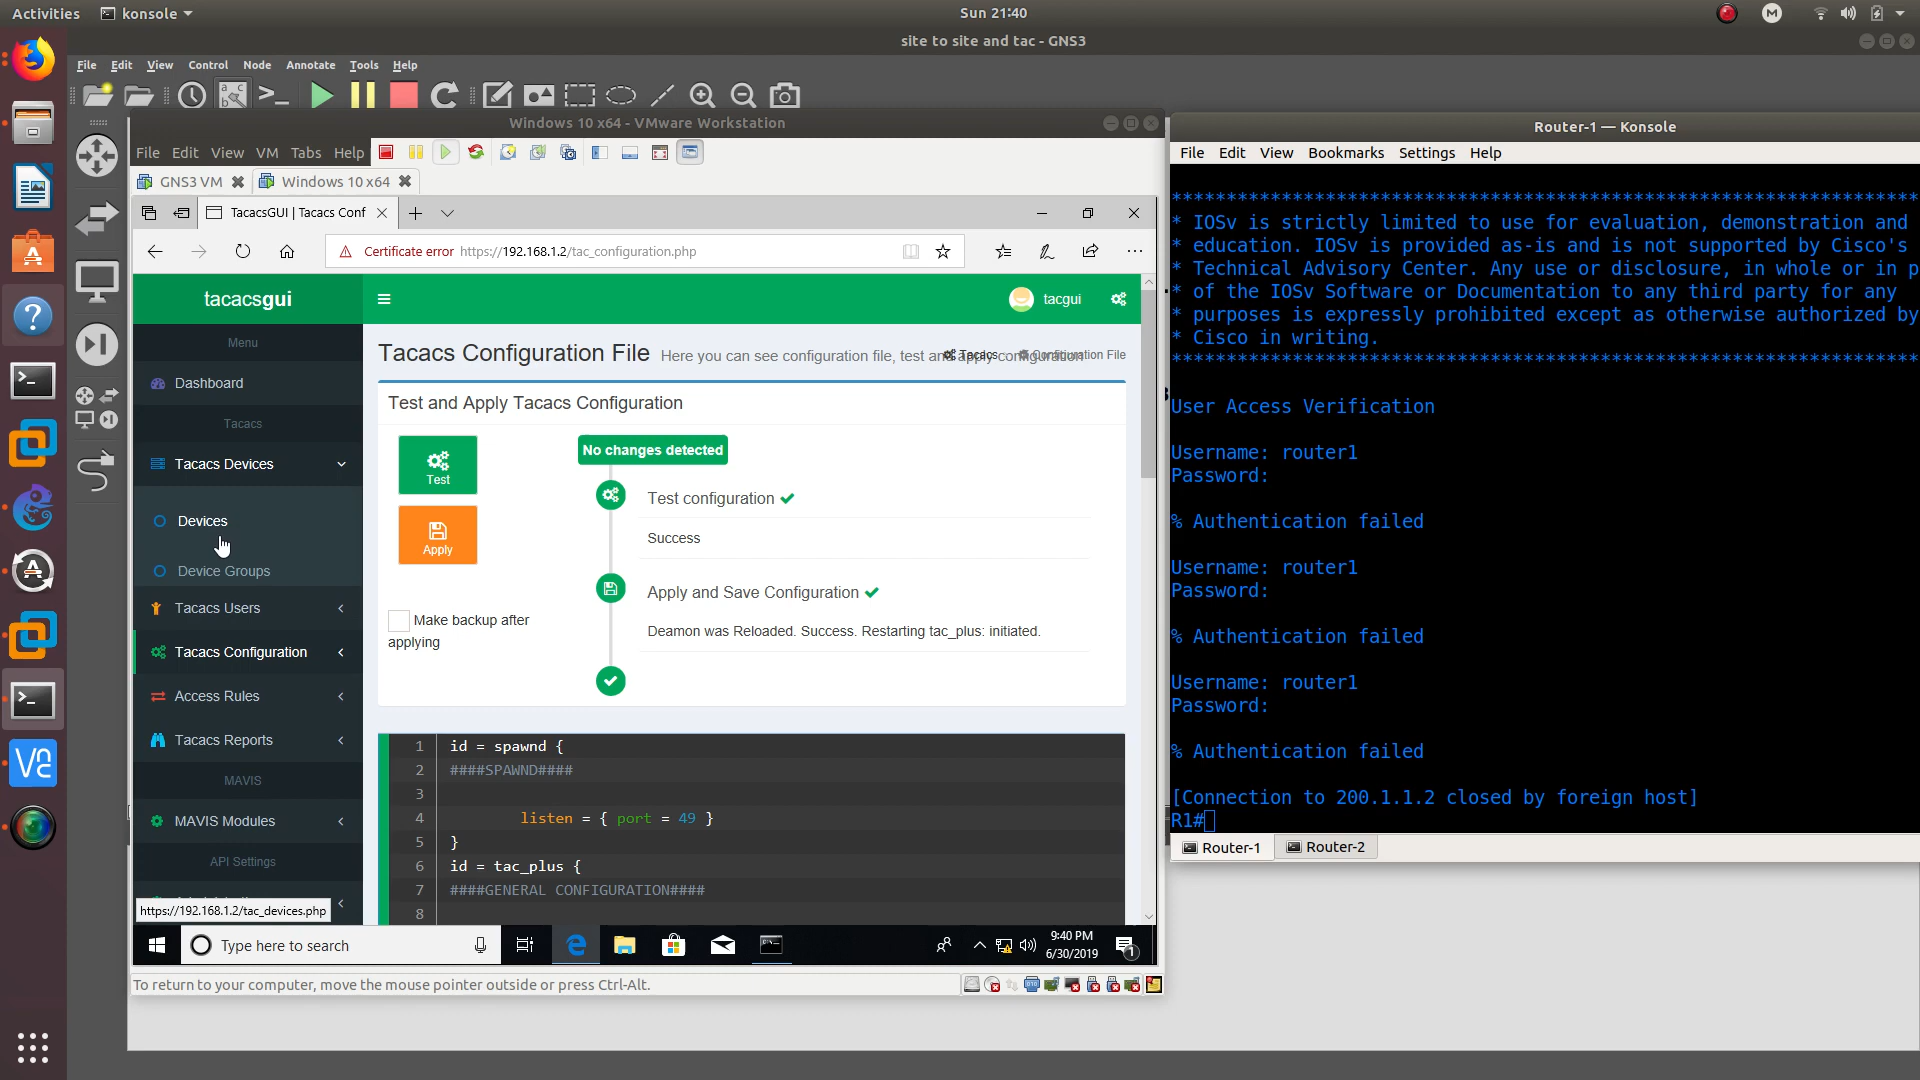 Activities
konsole
Sun 21:40
site to site and tac - GNS3
File Edit View Control Node Annotate Tools Help
Windows 10 x64 - VMware Workstation
File Edit View VM Tabs Help
GNS3 VM
Windows 10 x64
TacacsGUI | Tacacs Conf
Certificate error https://192.168.1.2/tac_configuration.php
tacacsgui
tacgui
Menu
Dashboard
Tacacs
Tacacs Devices
Devices
Device Groups
Tacacs Users
Tacacs Configuration
Access Rules
Tacacs Reports
MAVIS
MAVIS Modules
API Settings
https://192.168.1.2/tac_devices.php
Tacacs Configuration File
Here you can see configuration file, test and apply configuration
Tacacs
Configuration File
Test and Apply Tacacs Configuration
Test
Apply
Make backup after
applying
No changes detected
Test configuration
Success
Apply and Save Configuration
Deamon was Reloaded. Success. Restarting tac_plus: initiated.
1 id = spawnd {
2 ####SPAWND####
3
4 listen = { port = 49 }
5 }
6 id = tac_plus {
7 ####GENERAL CONFIGURATION####
8
Type here to search
9:40 PM
6/30/2019
1
To return to your computer, move the mouse pointer outside or press Ctrl-Alt.
Router-1 — Konsole
File Edit View Bookmarks Settings Help
********************************************************************
* IOSv is strictly limited to use for evaluation, demonstration and
* education. IOSv is provided as-is and is not supported by Cisco's
* Technical Advisory Center. Any use or disclosure, in whole or in p
* of the IOSv Software or Documentation to any third party for any
* purposes is expressly prohibited except as otherwise authorized by
* Cisco in writing.
********************************************************************
User Access Verification
Username: router1
Password:
% Authentication failed
Username: router1
Password:
% Authentication failed
Username: router1
Password:
% Authentication failed
[Connection to 200.1.1.2 closed by foreign host]
R1#
Router-1
Router-2